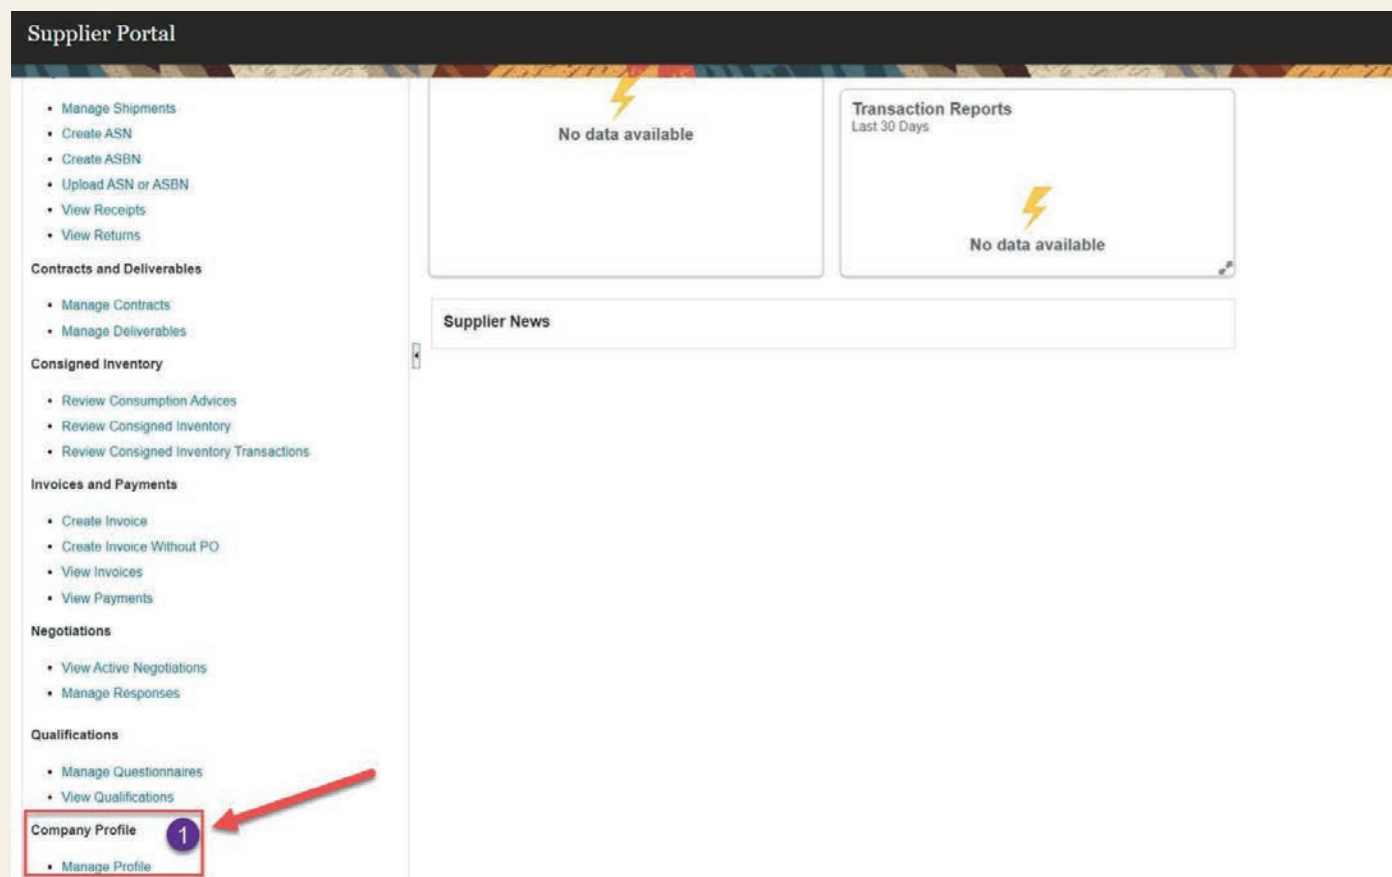 Supplier Portal
Manage Shipments
Create ASN
Create ASBN
Upload ASN or ASBN
View Receipts
View Returns
Contracts and Deliverables
Manage Contracts
Manage Deliverables
Consigned Inventory
Review Consumption Advices
Review Consigned Inventory
Review Consigned Inventory Transactions
Invoices and Payments
Create Invoice
Create Invoice Without PO
View Invoices
View Payments
Negotiations
View Active Negotiations
Manage Responses
Qualifications
Manage Questionnaires
View Qualifications
Company Profile
1
Manage Profile
No data available
Transaction Reports
Last 30 Days
No data available
Supplier News